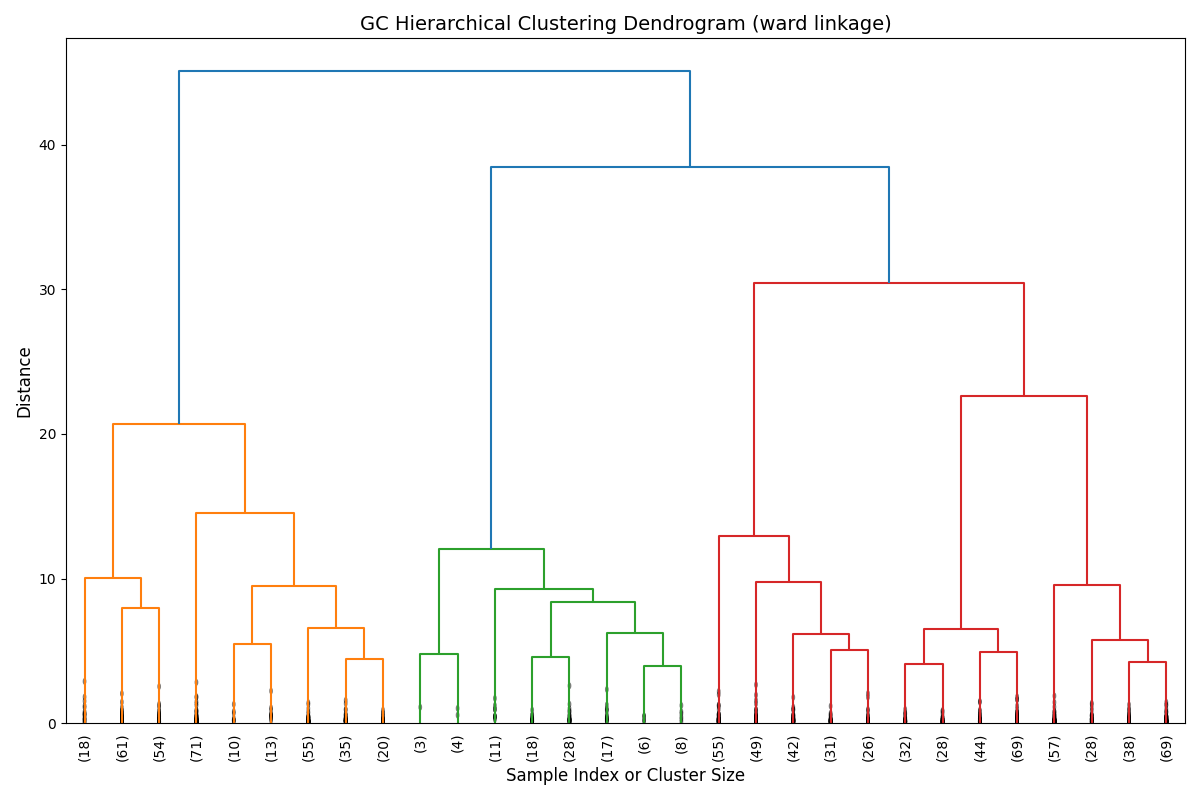 GC Hierarchical Clustering Dendrogram (ward linkage)
40
30
20
10
0
Distance
(18) (61) (54) (71) (10) (13) (55) (35) (20) (3) (4) (11) (18) (28) (17) (6) (8) (55) (49) (42) (31) (26) (32) (28) (44) (69) (57) (28) (38) (69)
Sample Index or Cluster Size